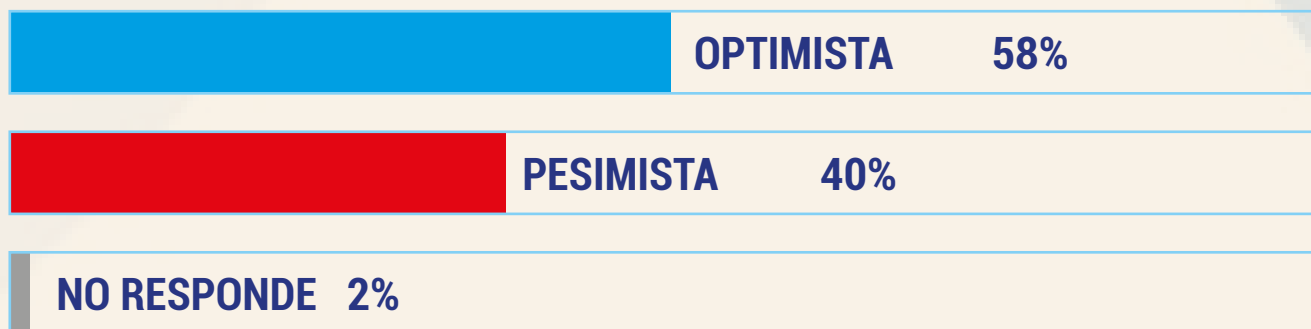 OPTIMISTA 58%
PESIMISTA 40%
NO RESPONDE 2%